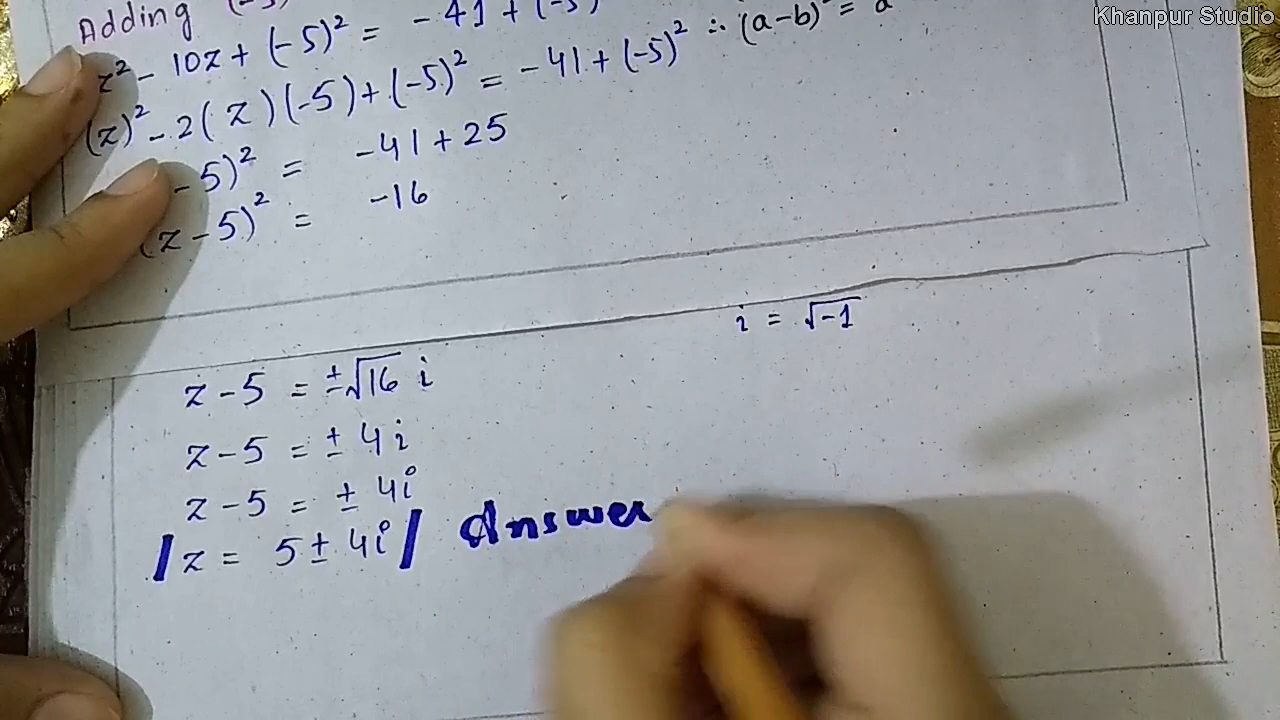 Khanpur Studio
Adding (-5)
z² - 10z + (-5)² = -41 + (-5)
(z)² - 2(z)(-5) + (-5)² = -41 + (-5)² ∴ (a-b)² = a
- 5)² = -41 + 25
(z - 5)² = -16
i = √-1
z - 5 = ±√16 i
z - 5 = ± 4i
z - 5 = ± 4i
/ z = 5 ± 4i / Answer